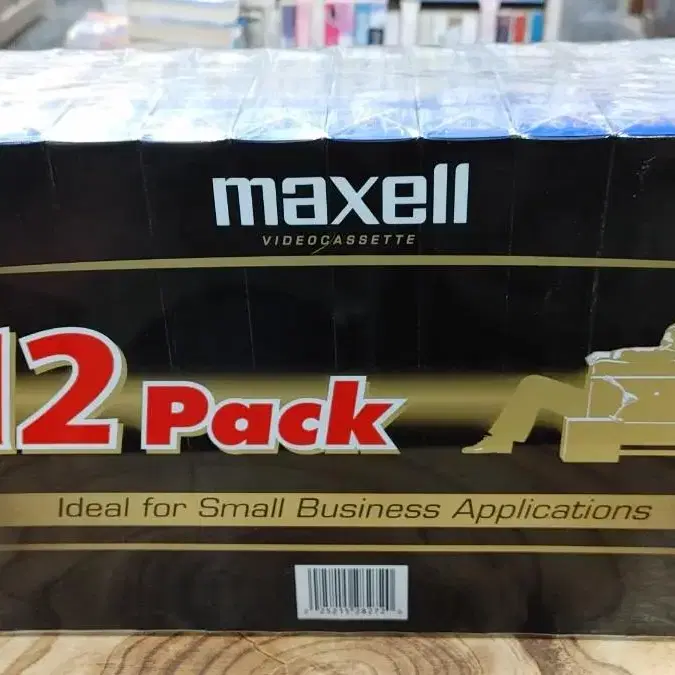 maxell
VIDEOCASSETTE
12 Pack
Ideal for Small Business Applications